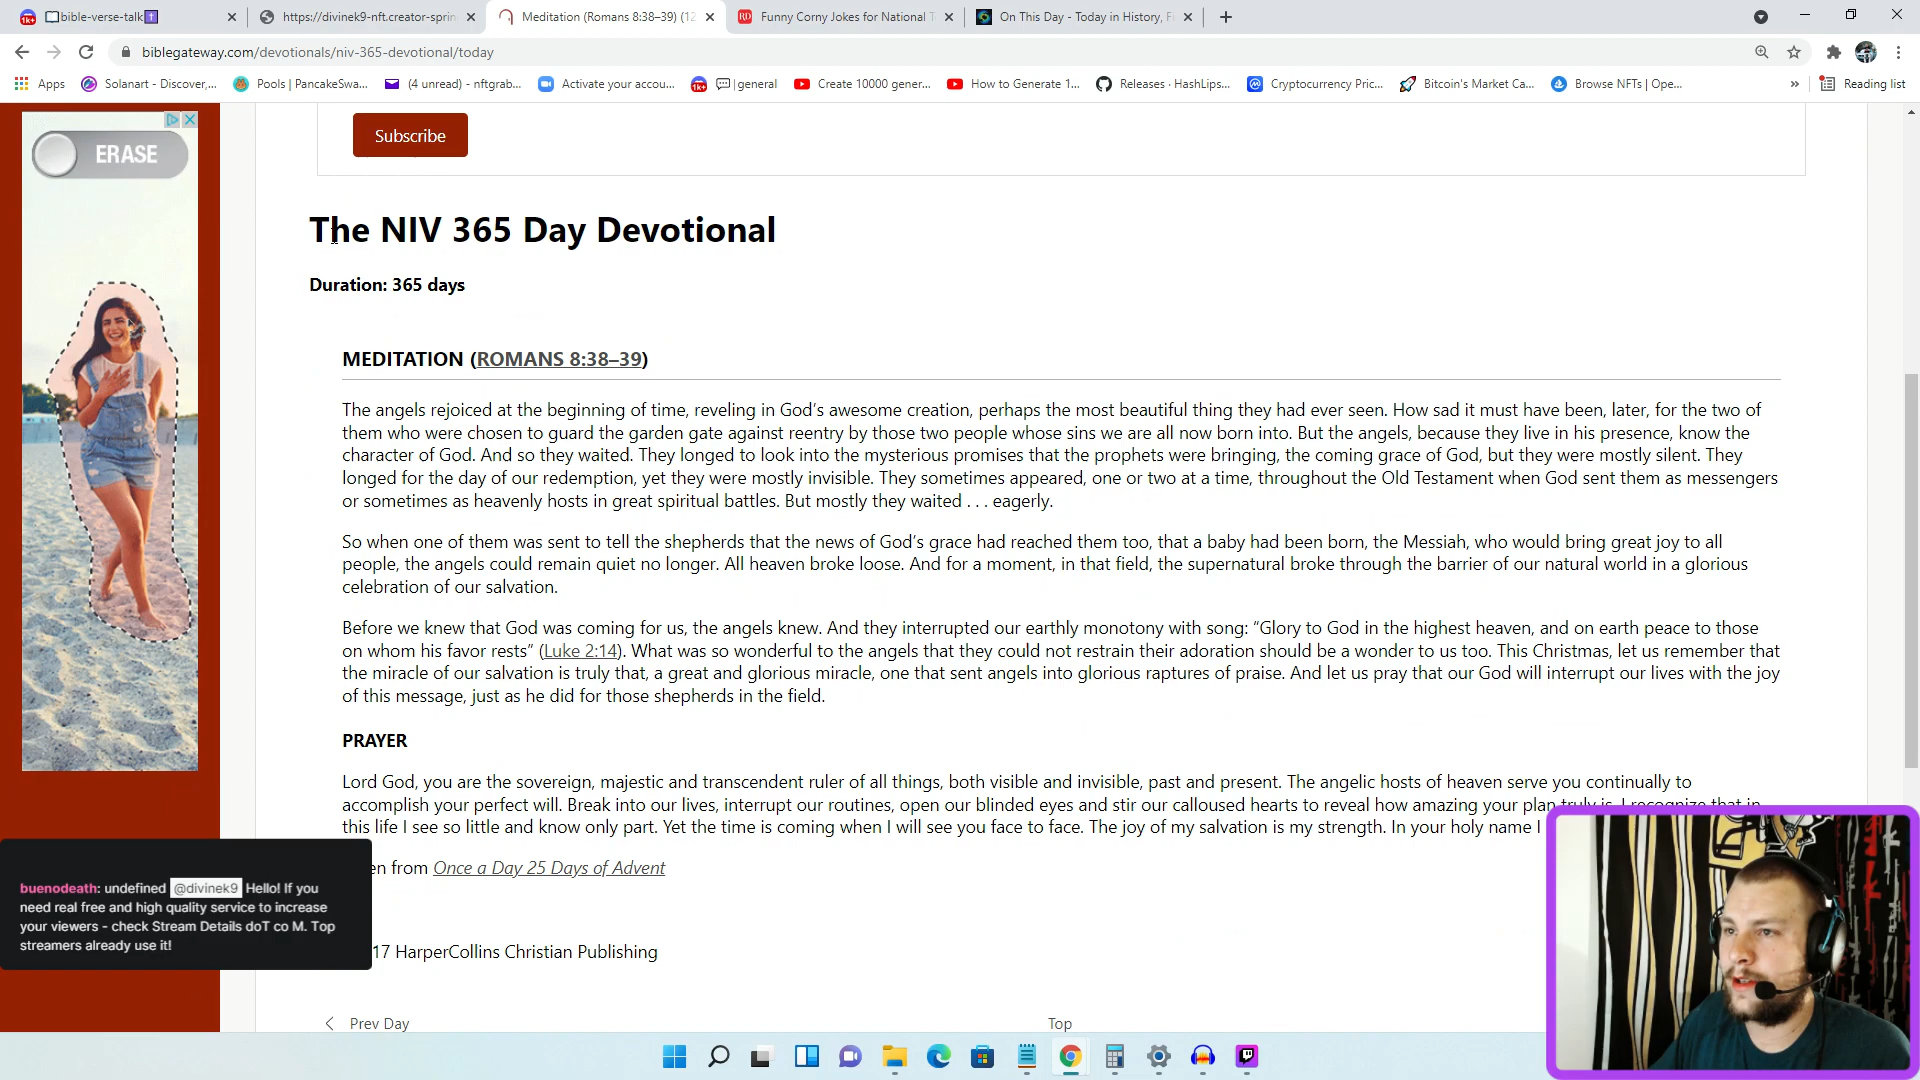 bible-verse-talk
https://divinek9-nft.creator-sprin
Meditation (Romans 8:38–39) (12
RD
Funny Corny Jokes for National T
On This Day - Today in History, F
biblegateway.com/devotionals/niv-365-devotional/today
Apps
Solanart - Discover,...
Pools | PancakeSwa...
(4 unread) - nftgrab...
Activate your accou...
1k+
|general
Create 10000 gener...
How to Generate 1...
Releases · HashLips...
Cryptocurrency Pric...
Bitcoin's Market Ca...
Browse NFTs | Ope...
»
Reading list
ERASE
Subscribe
The NIV 365 Day Devotional
Duration: 365 days
MEDITATION (ROMANS 8:38–39)
The angels rejoiced at the beginning of time, reveling in God's awesome creation, perhaps the most beautiful thing they had ever seen. How sad it must have been, later, for the two of
them who were chosen to guard the garden gate against reentry by those two people whose sins we are all now born into. But the angels, because they live in his presence, know the
character of God. And so they waited. They longed to look into the mysterious promises that the prophets were bringing, the coming grace of God, but they were mostly silent. They
longed for the day of our redemption, yet they were mostly invisible. They sometimes appeared, one or two at a time, throughout the Old Testament when God sent them as messengers
or sometimes as heavenly hosts in great spiritual battles. But mostly they waited . . . eagerly.
So when one of them was sent to tell the shepherds that the news of God's grace had reached them too, that a baby had been born, the Messiah, who would bring great joy to all
people, the angels could remain quiet no longer. All heaven broke loose. And for a moment, in that field, the supernatural broke through the barrier of our natural world in a glorious
celebration of our salvation.
Before we knew that God was coming for us, the angels knew. And they interrupted our earthly monotony with song: “Glory to God in the highest heaven, and on earth peace to those
on whom his favor rests” (Luke 2:14). What was so wonderful to the angels that they could not restrain their adoration should be a wonder to us too. This Christmas, let us remember that
the miracle of our salvation is truly that, a great and glorious miracle, one that sent angels into glorious raptures of praise. And let us pray that our God will interrupt our lives with the joy
of this message, just as he did for those shepherds in the field.
PRAYER
Lord God, you are the sovereign, majestic and transcendent ruler of all things, both visible and invisible, past and present. The angelic hosts of heaven serve you continually to
accomplish your perfect will. Break into our lives, interrupt our routines, open our blinded eyes and stir our calloused hearts to reveal how amazing your plan truly is. I recognize that in
this life I see so little and know only part. Yet the time is coming when I will see you face to face. The joy of my salvation is my strength. In your holy name I
en from Once a Day 25 Days of Advent
17 HarperCollins Christian Publishing
Prev Day
Top
buenodeath: undefined @divinek9 Hello! If you
need real free and high quality service to increase
your viewers - check Stream Details doT co M. Top
streamers already use it!